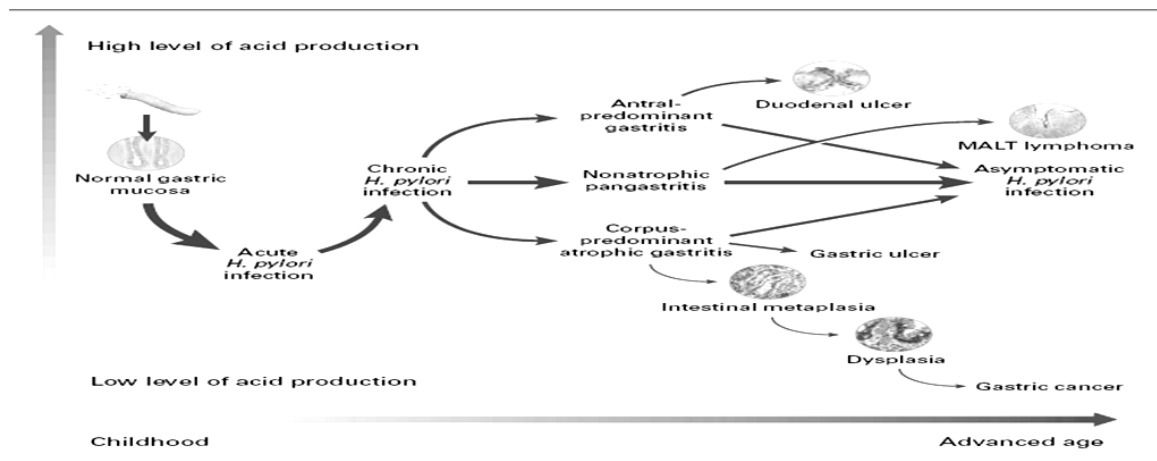 High level of acid production
Normal gastric
mucosa
Acute
H. pylori
infection
Chronic
H. pylori
infection
Antral-
predominant
gastritis
Duodenal ulcer
Nonatrophic
pangastritis
MALT lymphoma
Asymptomatic
H. pylori
infection
Corpus-
predominant
atrophic gastritis
Gastric ulcer
Intestinal metaplasia
Dysplasia
Gastric cancer
Low level of acid production
Childhood
Advanced age